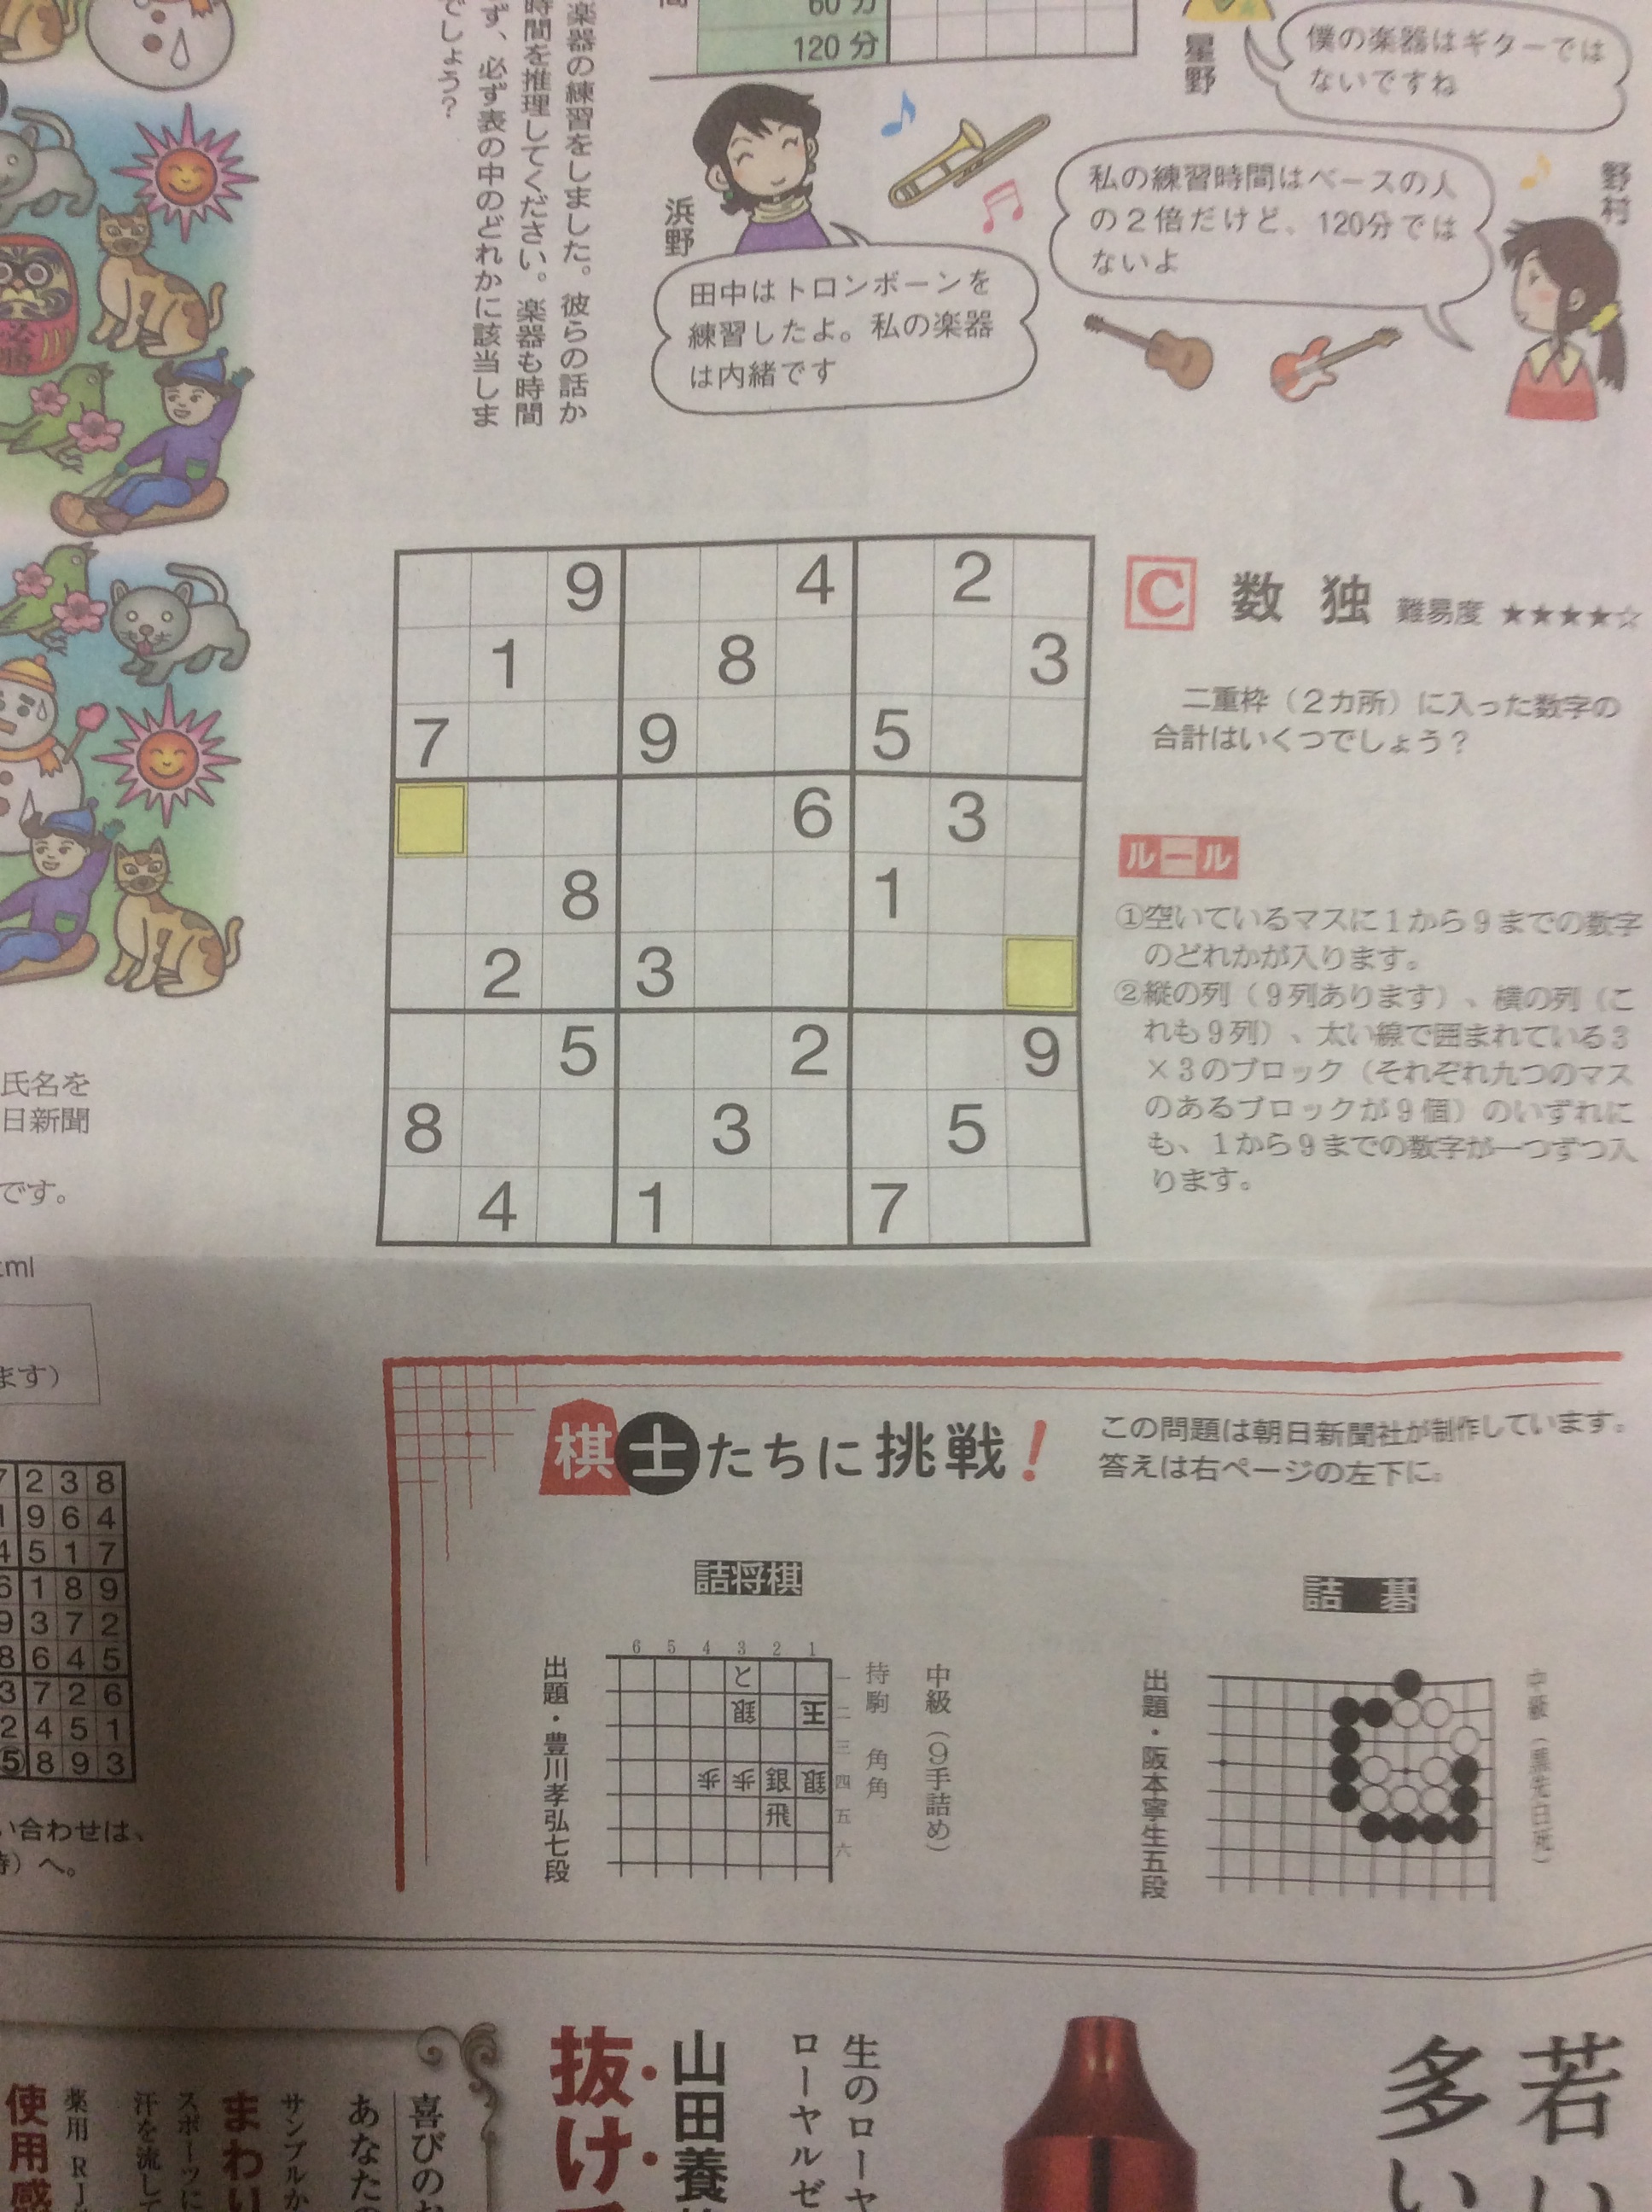 60 分
120 分
楽器の練習をしました。彼らの話か
時間を推理してください。楽器も時間
ず、必ず表の中のどれかに該当しま
でしょう？
星野
僕の楽器はギターでは
ないですね
浜野
田中はトロンボーンを
練習したよ。私の楽器
は内緒です
野村
私の練習時間はベースの人
の２倍だけど、120分では
ないよ
C 数独 難易度 ★★★★☆
二重枠（２カ所）に入った数字の
合計はいくつでしょう？
ルール
①空いているマスに１から９までの数字
のどれかが入ります。
②縦の列（９列あります）、横の列（こ
れも９列）、太い線で囲まれている３
×３のブロック（それぞれ九つのマス
のあるブロックが９個）のいずれに
も、１から９までの数字が一つずつ入
ります。
9 4 2
1 8 3
7 9 5
6 3
8 1
2 3
5 2 9
8 3 5
4 1 7
氏名を
日新聞
です。
ml
ます）
7 2 3 8
1 9 6 4
4 5 1 7
6 1 8 9
9 3 7 2
8 6 4 5
3 7 2 6
2 4 5 1
5 8 9 3
い合わせは、
へ。
棋士たちに挑戦！
この問題は朝日新聞社が制作しています。
答えは右ページの左下に。
詰将棋
出題・豊川孝弘七段
6 5 4 3 2 1
と
銀 王
歩 歩 銀 銀
飛
一
二
三
四
五
六
持駒 角角
中級（９手詰め）
詰碁
出題・阪本寧生五段
中級（黒先白死）
若い
多い
生のローヤ
ローヤルゼ
山田養
抜け
喜びの
あなたの
サンプルか
まわり
スポーツに
汗を流して
薬用 RJ
使用感